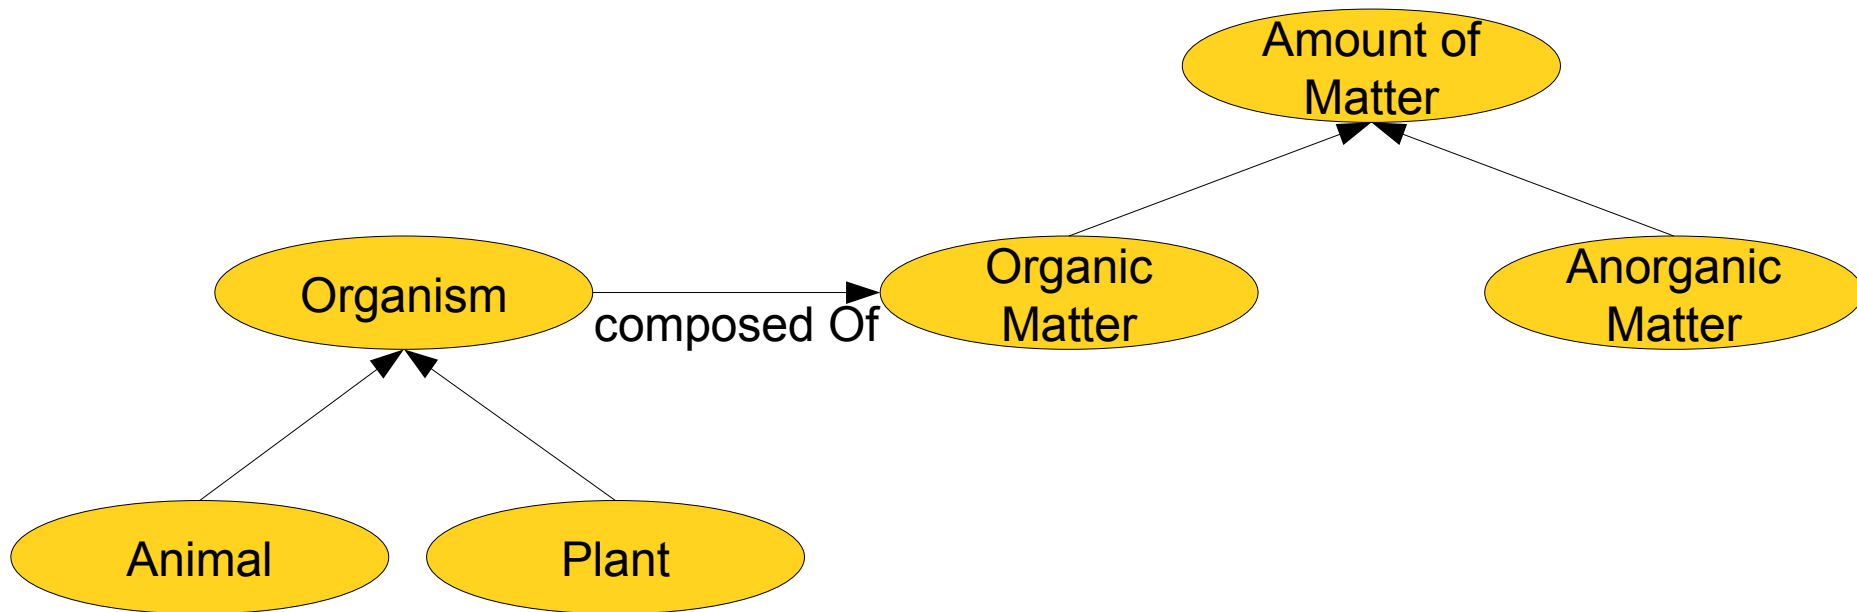 Amount of
Matter
Organism
composed Of
Organic
Matter
Anorganic
Matter
Animal
Plant